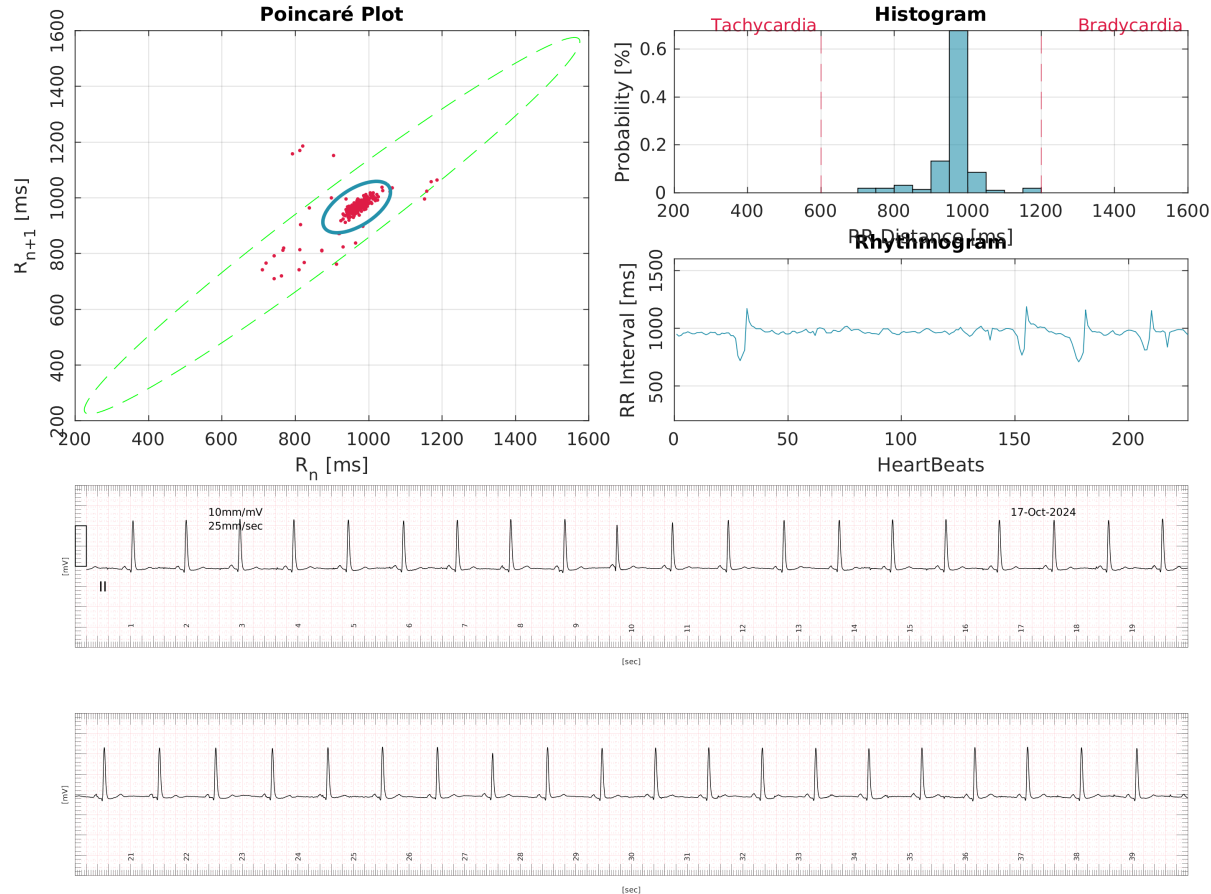 Poincaré Plot
1600
1400
1200
1000
800
600
400
200
R n+1 [ms]
200 400 600 800 1000 1200 1400 1600
R n [ms]
Histogram
Tachycardia Bradycardia
0.6
0.4
0.2
0
Probability [%]
200 400 600 800 1000 1200 1400 1600
RR Distance [ms]
Rhythmogram
1500
1000
500
RR Interval [ms]
0 50 100 150 200
HeartBeats
10mm/mV
25mm/sec
17-Oct-2024
[mV]
II
1 2 3 4 5 6 7 8 9 10 11 12 13 14 15 16 17 18 19
[sec]
[mV]
21 22 23 24 25 26 27 28 29 30 31 32 33 34 35 36 37 38 39
[sec]